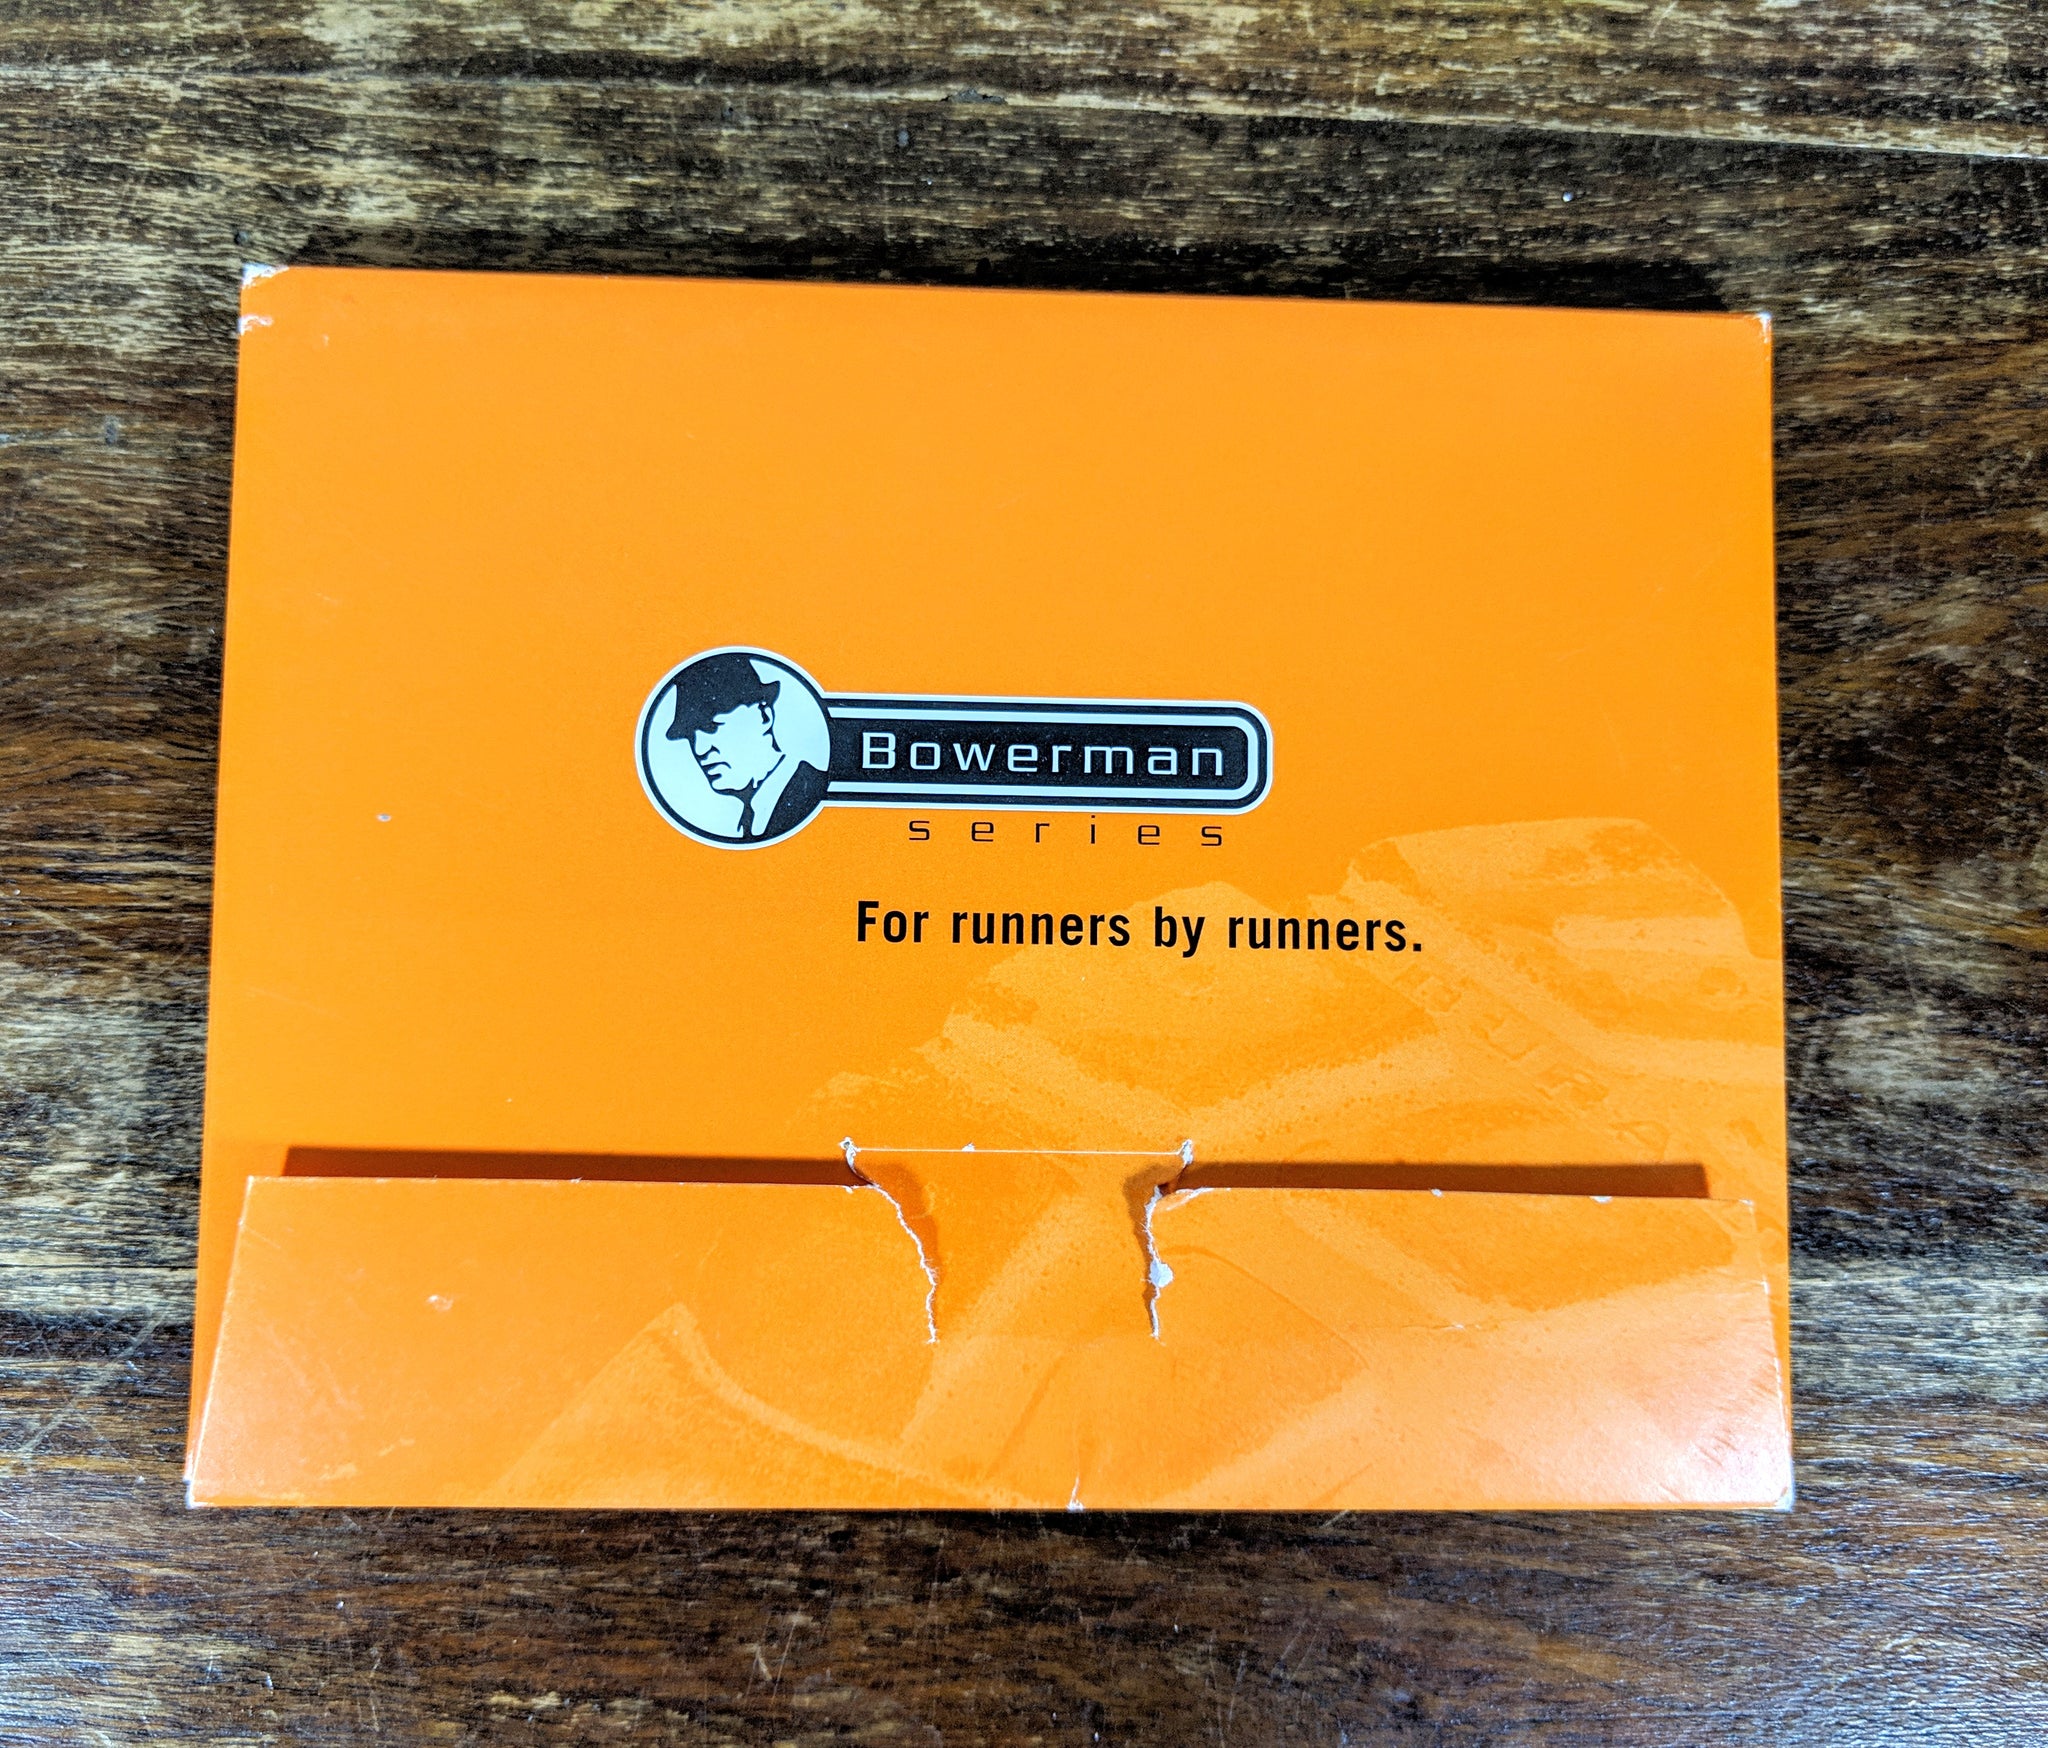 Bowerman
series
For runners by runners.